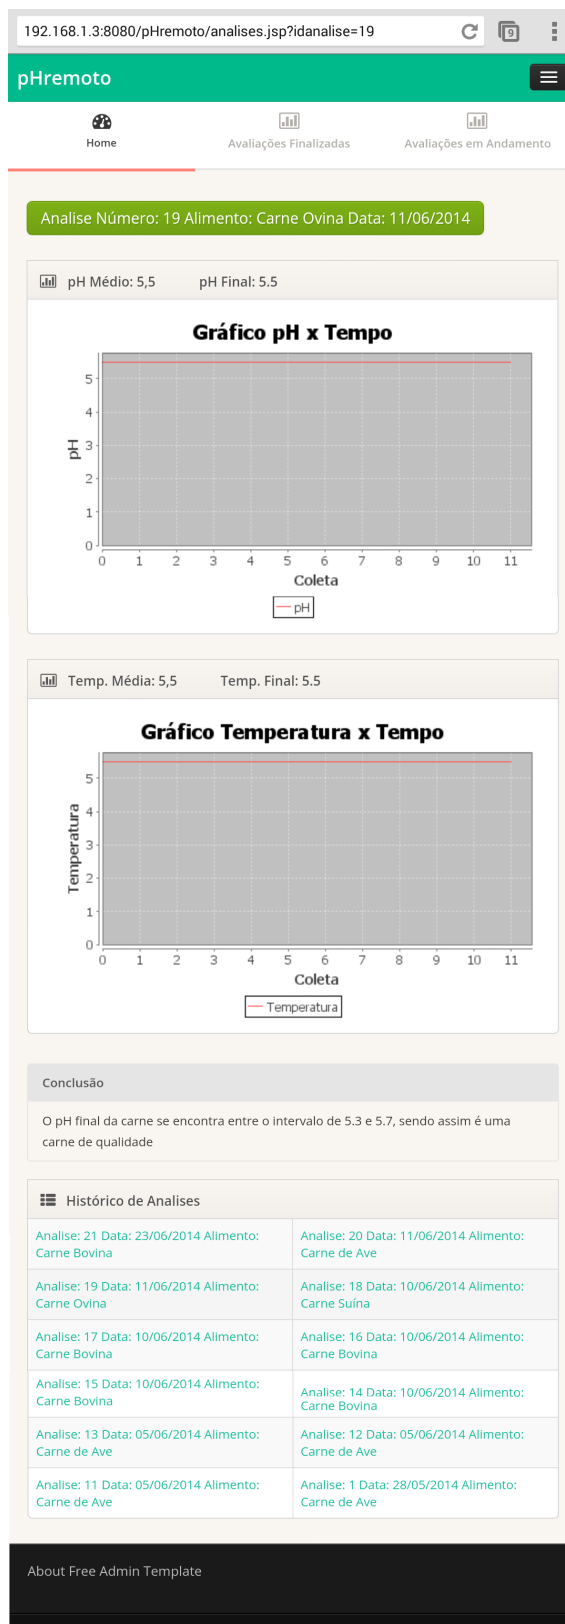 192.168.1.3:8080/pHremoto/analises.jsp?idanalise=19
9
pHremoto
Home
Avaliações Finalizadas
Avaliações em Andamento
Analise Número: 19 Alimento: Carne Ovina Data: 11/06/2014
pH Médio: 5,5 pH Final: 5.5
Gráfico pH x Tempo
pH
5
4
3
2
1
0
0 1 2 3 4 5 6 7 8 9 10 11
Coleta
pH
Temp. Média: 5,5 Temp. Final: 5.5
Gráfico Temperatura x Tempo
Temperatura
5
4
3
2
1
0
0 1 2 3 4 5 6 7 8 9 10 11
Coleta
Temperatura
Conclusão
O pH final da carne se encontra entre o intervalo de 5.3 e 5.7, sendo assim é uma
carne de qualidade
Histórico de Analises
Analise: 21 Data: 23/06/2014 Alimento:
Carne Bovina
Analise: 20 Data: 11/06/2014 Alimento:
Carne de Ave
Analise: 19 Data: 11/06/2014 Alimento:
Carne Ovina
Analise: 18 Data: 10/06/2014 Alimento:
Carne Suína
Analise: 17 Data: 10/06/2014 Alimento:
Carne Bovina
Analise: 16 Data: 10/06/2014 Alimento:
Carne Bovina
Analise: 15 Data: 10/06/2014 Alimento:
Carne Bovina
Analise: 14 Data: 10/06/2014 Alimento:
Carne Bovina
Analise: 13 Data: 05/06/2014 Alimento:
Carne de Ave
Analise: 12 Data: 05/06/2014 Alimento:
Carne de Ave
Analise: 11 Data: 05/06/2014 Alimento:
Carne de Ave
Analise: 1 Data: 28/05/2014 Alimento:
Carne de Ave
About Free Admin Template